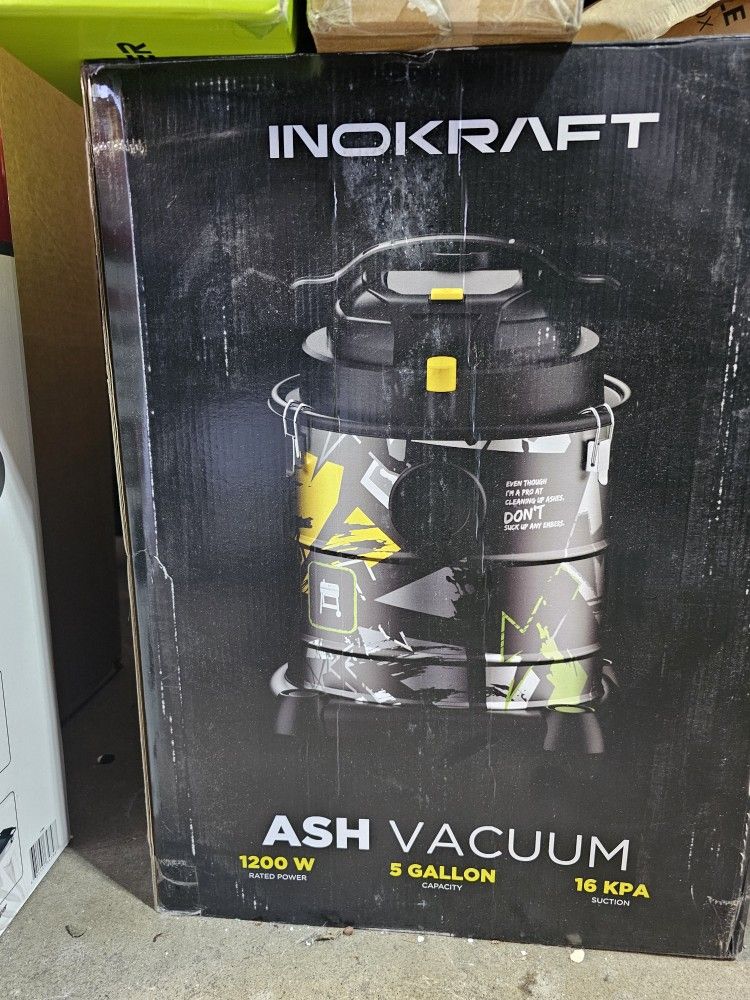 INOKRAFT
EVEN THOUGH
I'M A PRO AT
CLEANING UP ASHES,
DON'T
SUCK UP ANY EMBERS.
ASH VACUUM
1200 W
RATED POWER
5 GALLON
CAPACITY
16 KPA
SUCTION